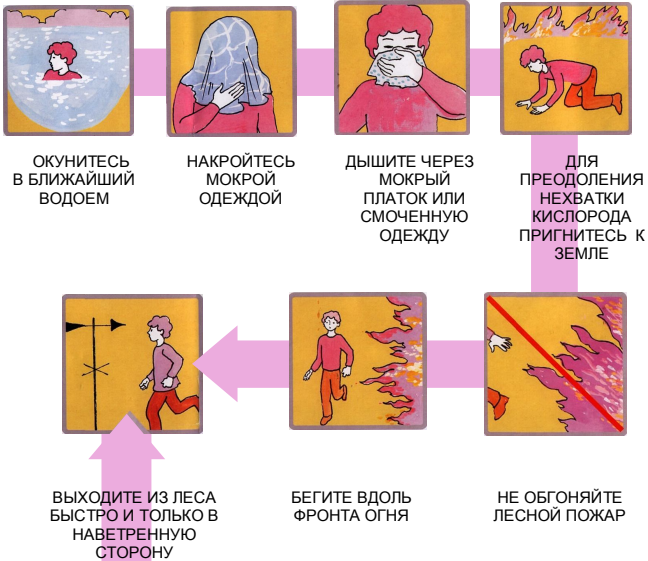 ОКУНИТЕСЬ
В БЛИЖАЙШИЙ
ВОДОЕМ
НАКРОЙТЕСЬ
МОКРОЙ
ОДЕЖДОЙ
ДЫШИТЕ ЧЕРЕЗ
МОКРЫЙ
ПЛАТОК ИЛИ
СМОЧЕННУЮ
ОДЕЖДУ
ДЛЯ
ПРЕОДОЛЕНИЯ
НЕХВАТКИ
КИСЛОРОДА
ПРИГНИТЕСЬ К
ЗЕМЛЕ
ВЫХОДИТЕ ИЗ ЛЕСА
БЫСТРО И ТОЛЬКО В
НАВЕТРЕННУЮ
СТОРОНУ
БЕГИТЕ ВДОЛЬ
ФРОНТА ОГНЯ
НЕ ОБГОНЯЙТЕ
ЛЕСНОЙ ПОЖАР